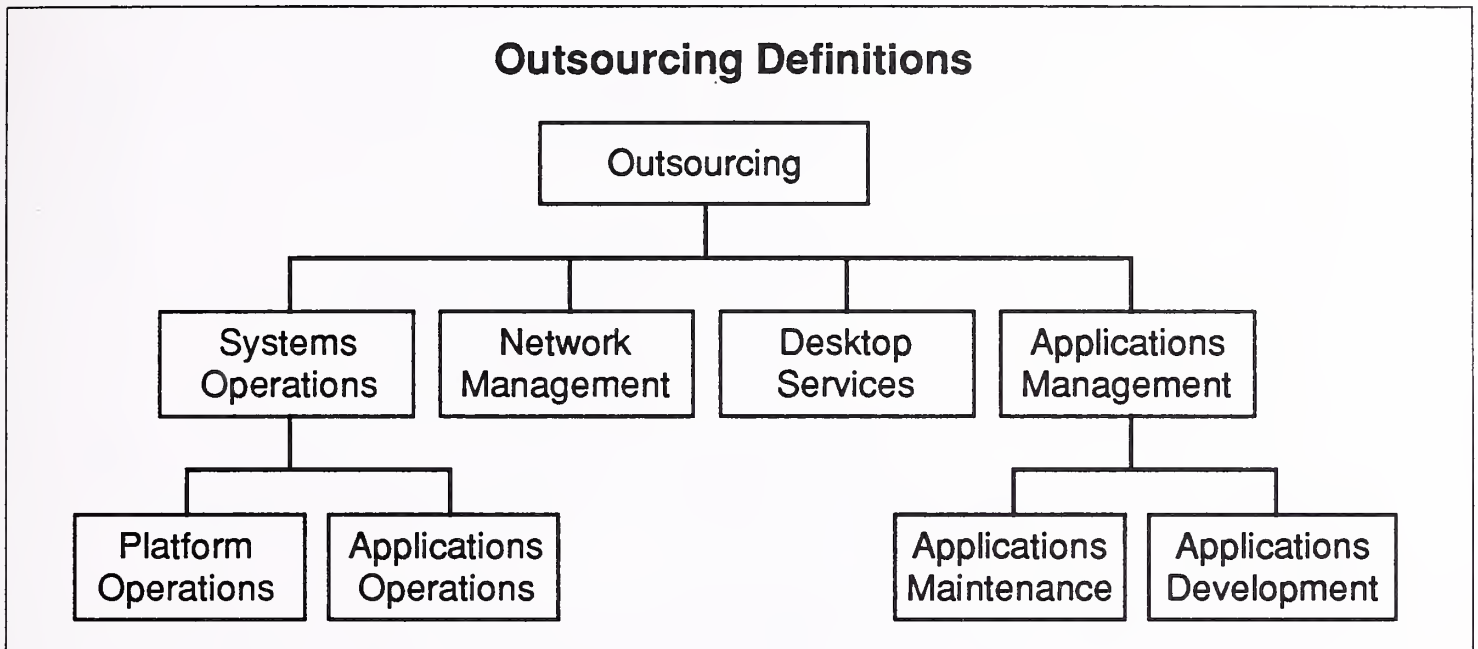 Outsourcing Definitions
Outsourcing
Systems
Operations
Network
Management
Desktop
Services
Applications
Management
Platform
Operations
Applications
Operations
Applications
Maintenance
Applications
Development